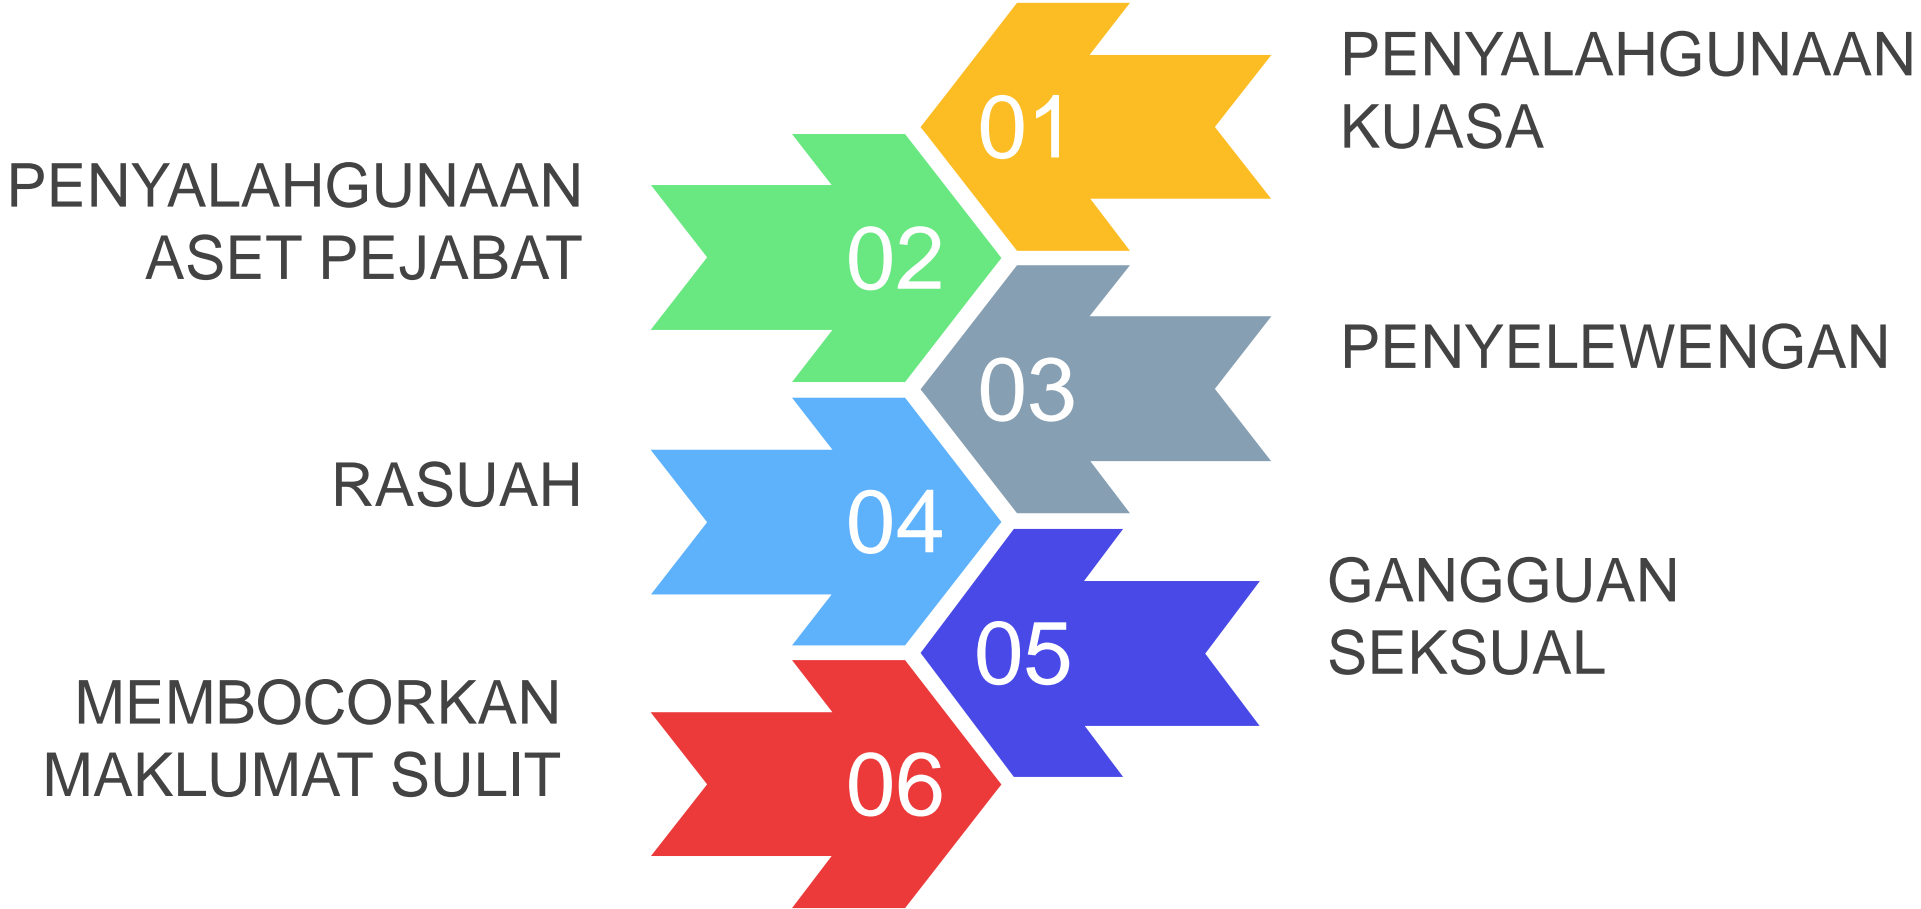 01
PENYALAHGUNAAN
KUASA
02
PENYALAHGUNAAN
ASET PEJABAT
03
PENYELEWENGAN
04
RASUAH
05
GANGGUAN
SEKSUAL
06
MEMBOCORKAN
MAKLUMAT SULIT